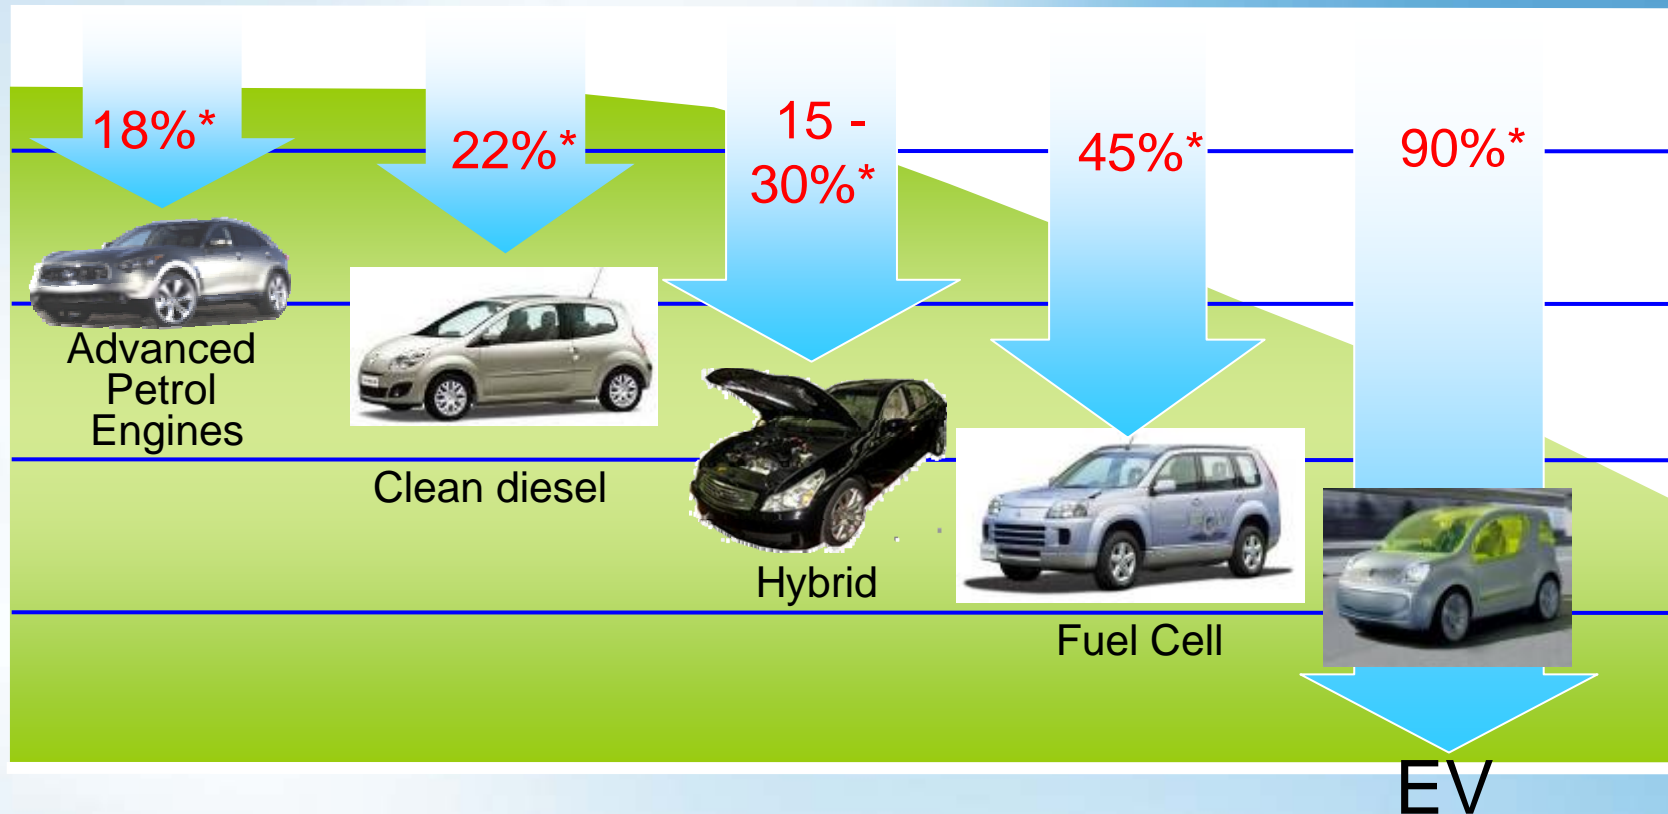 18%*
22%*
15 -
30%*
45%*
90%*
Advanced
Petrol
Engines
Clean diesel
Hybrid
Fuel Cell
EV